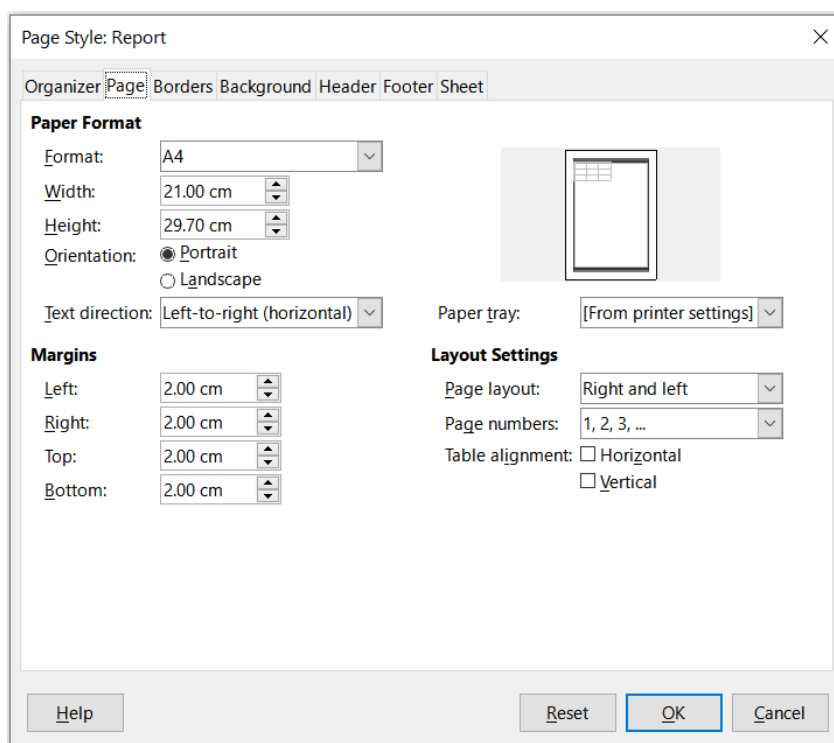 Page Style: Report
Organizer Page Borders Background Header Footer Sheet
Paper Format
Format: A4
Width: 21.00 cm
Height: 29.70 cm
Orientation: Portrait
Landscape
Text direction: Left-to-right (horizontal) Paper tray: [From printer settings]
Margins Layout Settings
Left: 2.00 cm Page layout: Right and left
Right: 2.00 cm Page numbers: 1, 2, 3, ...
Top: 2.00 cm Table alignment: Horizontal
Bottom: 2.00 cm Vertical
Help Reset OK Cancel